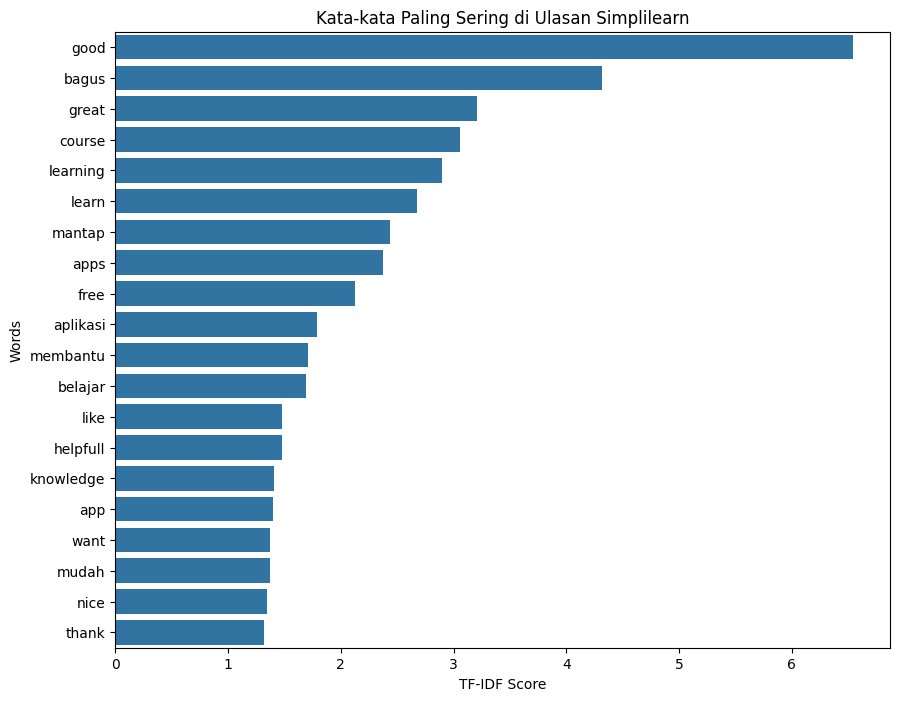 Kata-kata Paling Sering di Ulasan Simplilearn
good
bagus
great
course
learning
learn
mantap
apps
free
aplikasi
membantu
belajar
like
helpfull
knowledge
app
want
mudah
nice
thank
Words
0 1 2 3 4 5 6
TF-IDF Score